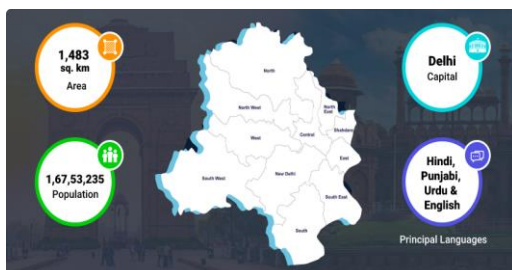 1,483
sq. km
Area
1,67,53,235
Population
North
North West
North
East
Shahdara
West
Central
East
South West
New Delhi
South East
South
Delhi
Capital
Hindi,
Punjabi,
Urdu &
English
Principal Languages